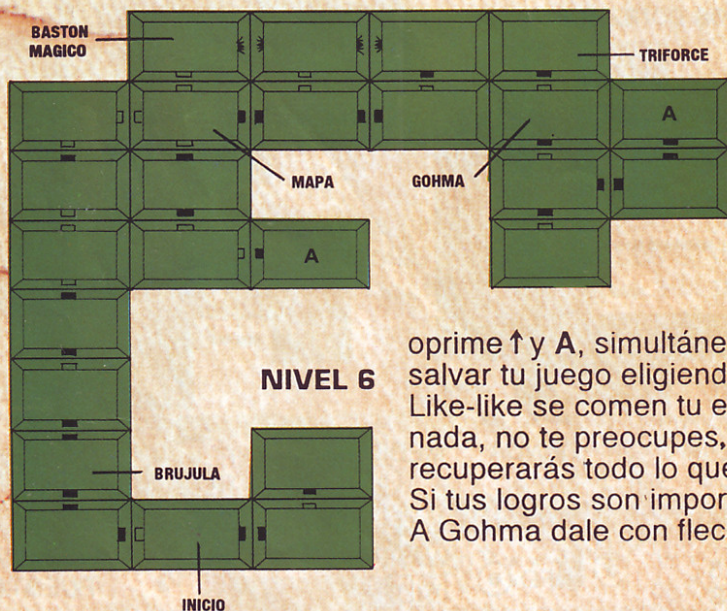 BASTON
MAGICO
TRIFORCE
A
MAPA
GOHMA
A
NIVEL 6
oprime ↑ y A, simultáne
salvar tu juego eligiend
Like-like se comen tu e
nada, no te preocupes,
recuperarás todo lo que
Si tus logros son impor
A Gohma dale con flec
BRUJULA
INICIO